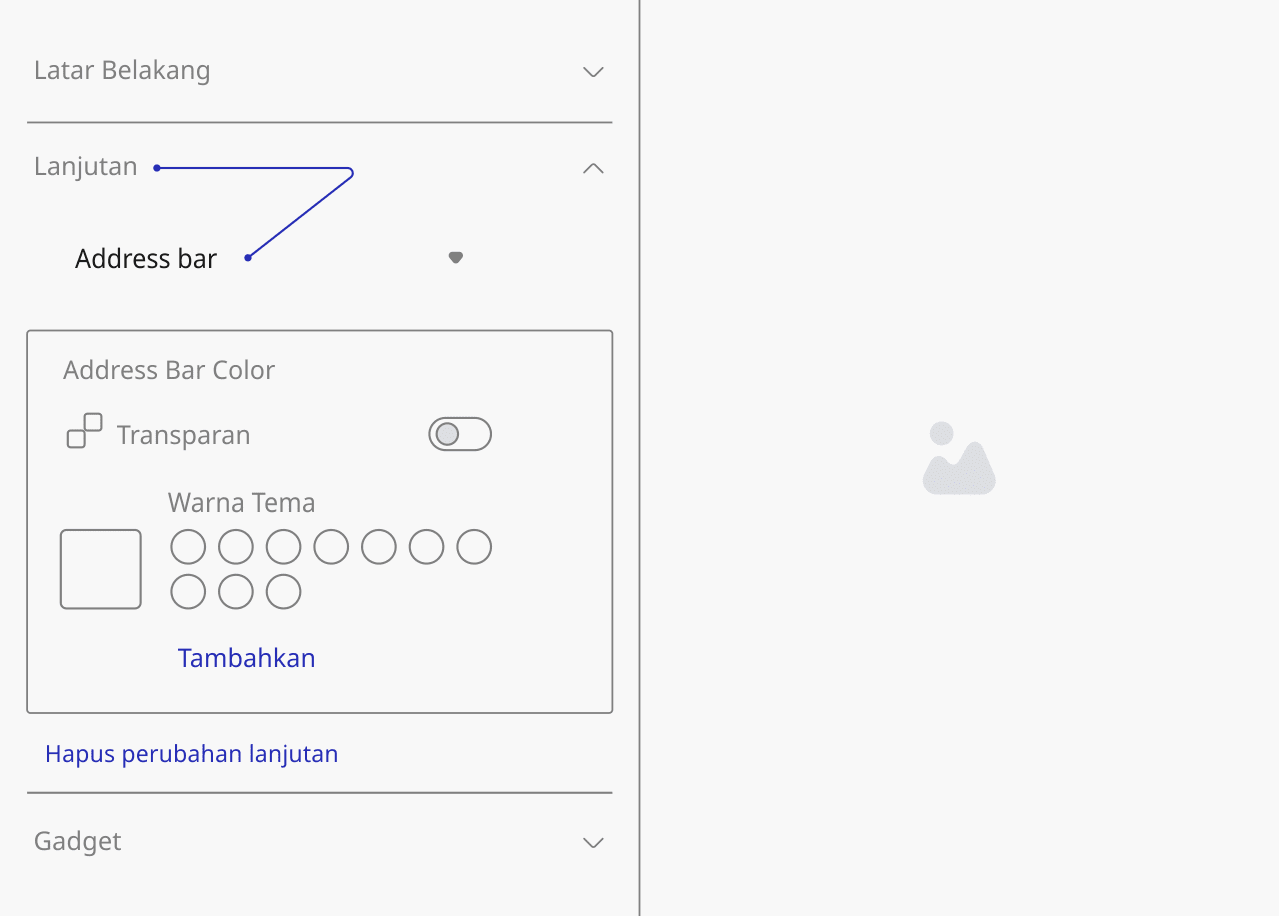 Latar Belakang
Lanjutan
Address bar
Address Bar Color
Transparan
Warna Tema
Tambahkan
Hapus perubahan lanjutan
Gadget